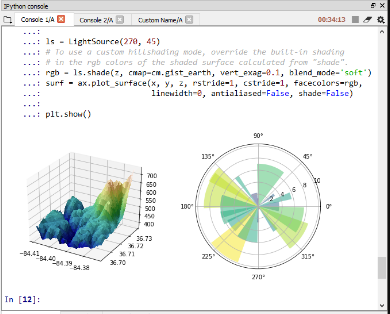 IPython console
Console 1/A
Console 2/A
Custom Name/A
00:34:13
...:
...: ls = LightSource(270, 45)
...: # To use a custom hillshading mode, override the built-in shading
...: # in the rgb colors of the shaded surface calculated from "shade".
...: rgb = ls.shade(z, cmap=cm.gist_earth, vert_exag=0.1, blend_mode='soft')
...: surf = ax.plot_surface(x, y, z, rstride=1, cstride=1, facecolors=rgb,
...: linewidth=0, antialiased=False, shade=False)
...:
...: plt.show()
700
650
600
550
500
450
400
36.73
36.72
36.71
36.70
−84.41
−84.40
−84.39
−84.38
90°
135°
45°
180°
0°
225°
315°
270°
2
4
6
8
10
In [12]: